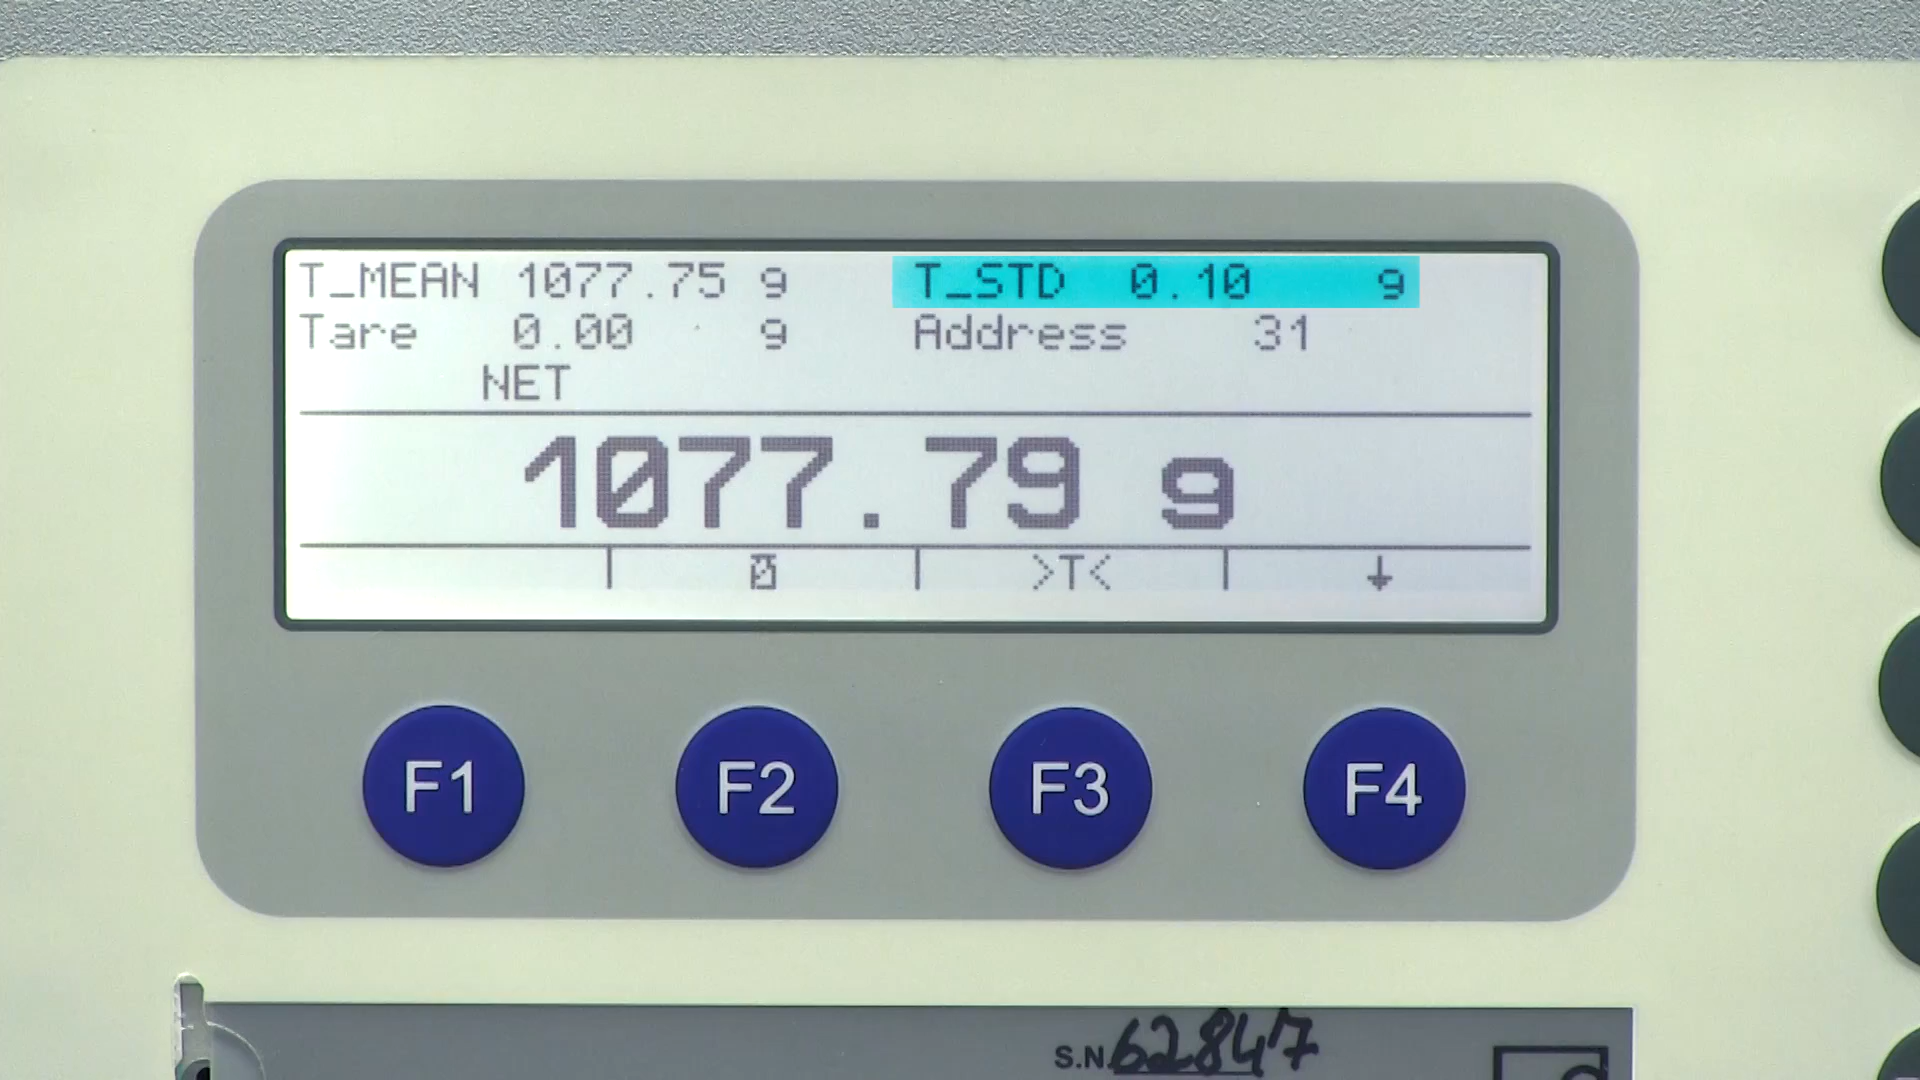 T_MEAN 1077.75 g T_STD 0.10 g
Tare 0.00 g Address 31
NET
1077.79 g
>T<
F1 F2 F3 F4
S.N. 62847